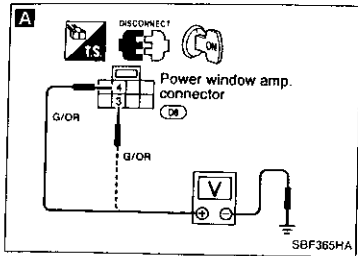 A
T.S.
DISCONNECT
ON
Power window amp.
connector
D8
4
3
G/OR
G/OR
V
SBF365HA